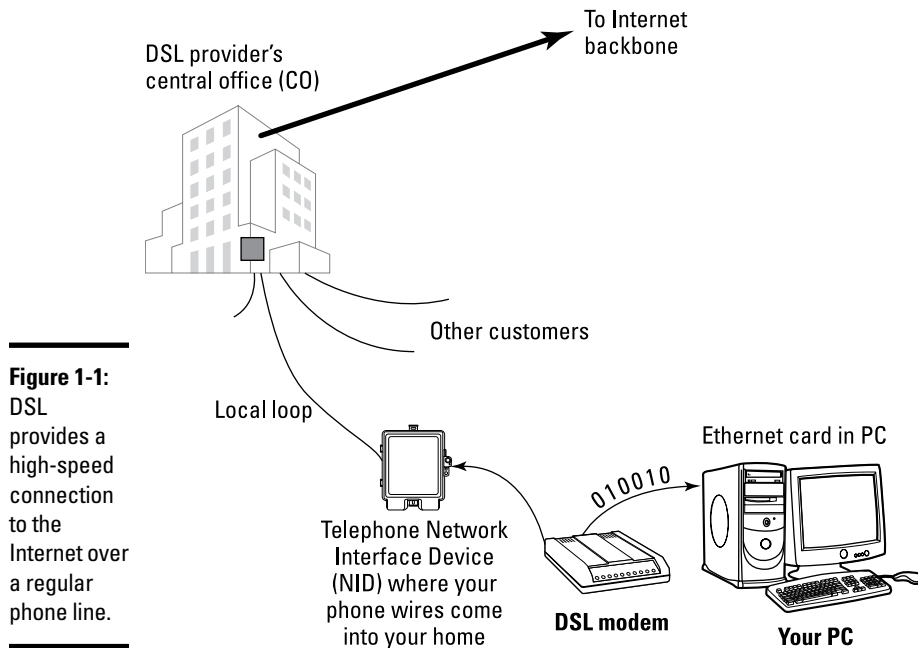 To Internet
backbone
DSL provider's
central office (CO)
Other customers
Local loop
Figure 1-1:
DSL
provides a
high-speed
connection
to the
Internet over
a regular
phone line.
Telephone Network
Interface Device
(NID) where your
phone wires come
into your home
010010
DSL modem
Ethernet card in PC
Your PC